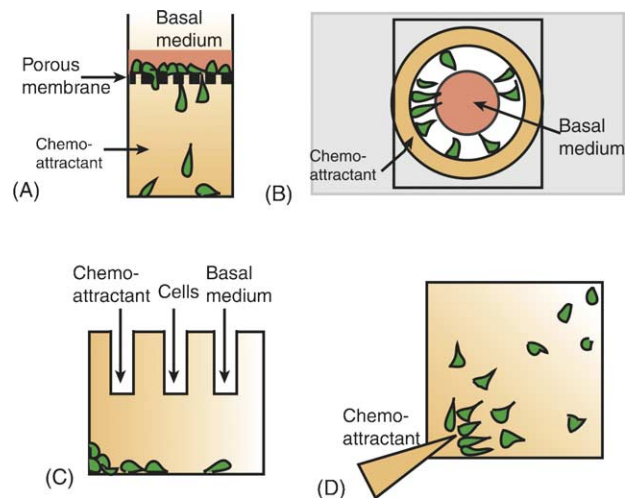 Basal
medium
Porous
membrane
Chemo-
attractant
(A)
Basal
medium
Chemo-
attractant
(B)
Chemo-
attractant
Cells
Basal
medium
(C)
Chemo-
attractant
(D)